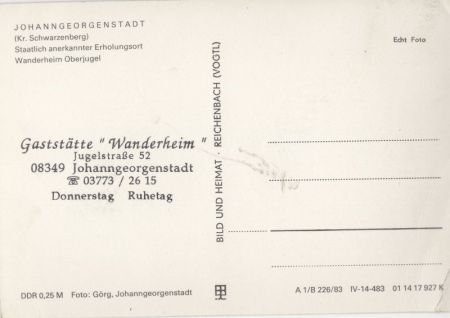 JOHANNGEORGENSTADT
(Kr. Schwarzenberg)
Staatlich anerkannter Erholungsort
Wanderheim Oberjugel
Echt Foto
Gaststätte " Wanderheim "
Jugelstraße 52
08349 Johanngeorgenstadt
☏ 03773 / 26 15
Donnerstag Ruhetag
BILD UND HEIMAT · REICHENBACH (VOGTL)
DDR 0,25 M Foto: Görg, Johanngeorgenstadt
A 1/B 226/83 IV-14-483 01 14 17 927 K